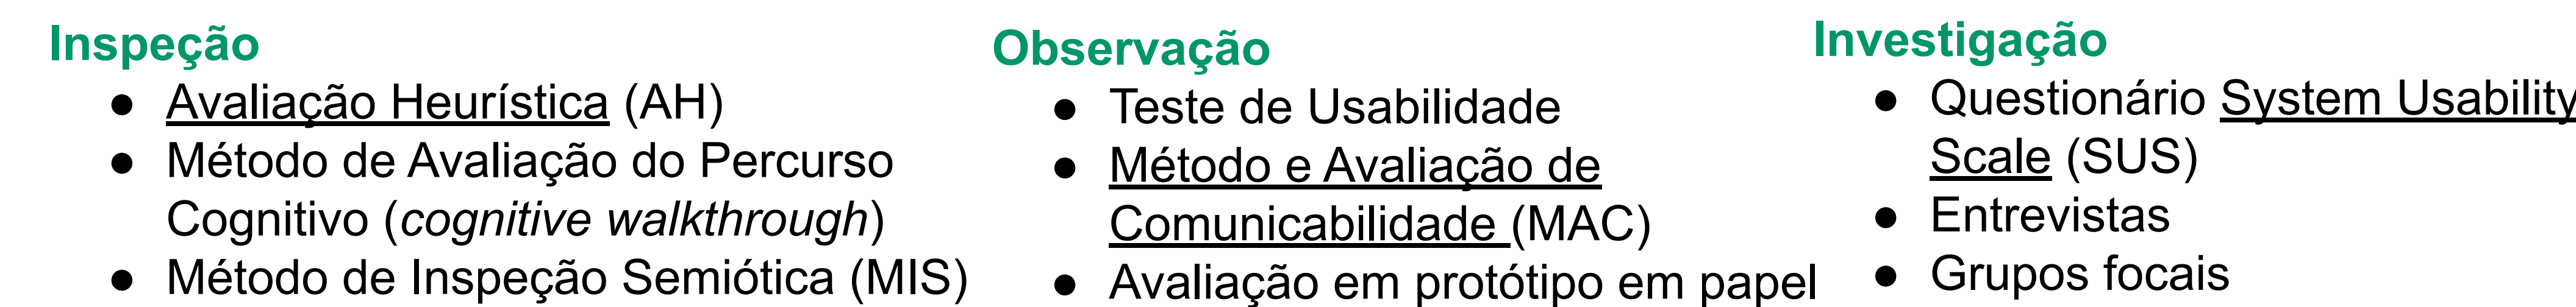 Inspeção
● Avaliação Heurística (AH)
● Método de Avaliação do Percurso
Cognitivo (cognitive walkthrough)
● Método de Inspeção Semiótica (MIS)
Observação
● Teste de Usabilidade
● Método e Avaliação de
Comunicabilidade (MAC)
● Avaliação em protótipo em papel
Investigação
● Questionário System Usability
Scale (SUS)
● Entrevistas
● Grupos focais